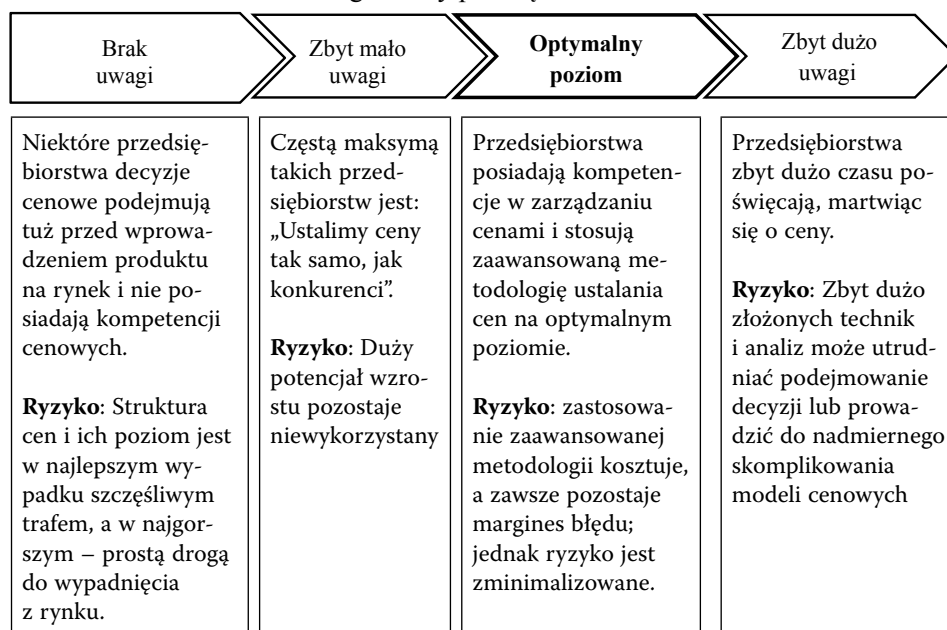 Brak
uwagi
Zbyt mało
uwagi
Optymalny
poziom
Zbyt dużo
uwagi
Niektóre przedsię-
biorstwa decyzje
cenowe podejmują
tuż przed wprowa-
dzeniem produktu
na rynek i nie po-
siadają kompetencji
cenowych.
Ryzyko: Struktura
cen i ich poziom jest
w najlepszym wy-
padku szczęśliwym
trafem, a w najgor-
szym – prostą drogą
do wypadnięcia
z rynku.
Częstą maksymą
takich przed-
siębiorstw jest:
„Ustalimy ceny
tak samo, jak
konkurenci”.
Ryzyko: Duży
potencjał wzro-
stu pozostaje
niewykorzystany
Przedsiębiorstwa
posiadają kompeten-
cje w zarządzaniu
cenami i stosują
zaawansowaną me-
todologię ustalania
cen na optymalnym
poziomie.
Ryzyko: zastosowa-
nie zaawansowanej
metodologii kosztuje,
a zawsze pozostaje
margines błędu;
jednak ryzyko jest
zminimalizowane.
Przedsiębiorstwa
zbyt dużo czasu po-
święcają, martwiąc
się o ceny.
Ryzyko: Zbyt dużo
złożonych technik
i analiz może utrud-
niać podejmowanie
decyzji lub prowa-
dzić do nadmiernego
skomplikowania
modeli cenowych